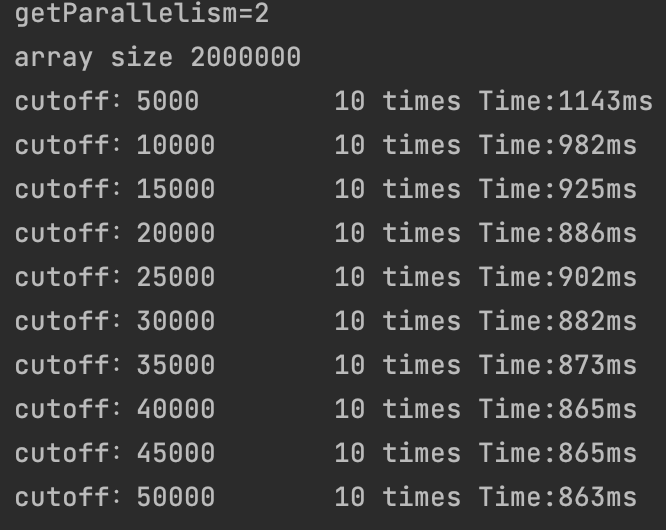 getParallelism=2
array size 2000000
cutoff: 5000		10 times Time:1143ms
cutoff: 10000		10 times Time:982ms
cutoff: 15000		10 times Time:925ms
cutoff: 20000		10 times Time:886ms
cutoff: 25000		10 times Time:902ms
cutoff: 30000		10 times Time:882ms
cutoff: 35000		10 times Time:873ms
cutoff: 40000		10 times Time:865ms
cutoff: 45000		10 times Time:865ms
cutoff: 50000		10 times Time:863ms